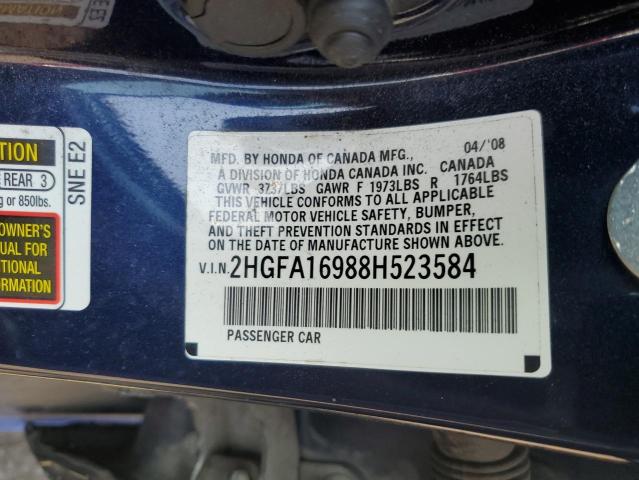 MFD. BY HONDA OF CANADA MFG., 04/'08
A DIVISION OF HONDA CANADA INC. CANADA
GVWR 3737LBS GAWR F 1973LBS R 1764LBS
THIS VEHICLE CONFORMS TO ALL APPLICABLE
FEDERAL MOTOR VEHICLE SAFETY, BUMPER,
AND THEFT PREVENTION STANDARDS IN EFFECT
ON THE DATE OF MANUFACTURE SHOWN ABOVE.
V.I.N. 2HGFA16988H523584
PASSENGER CAR
TION
REAR 3
g or 850lbs.
OWNER'S
UAL FOR
TIONAL
FORMATION
SNE E2